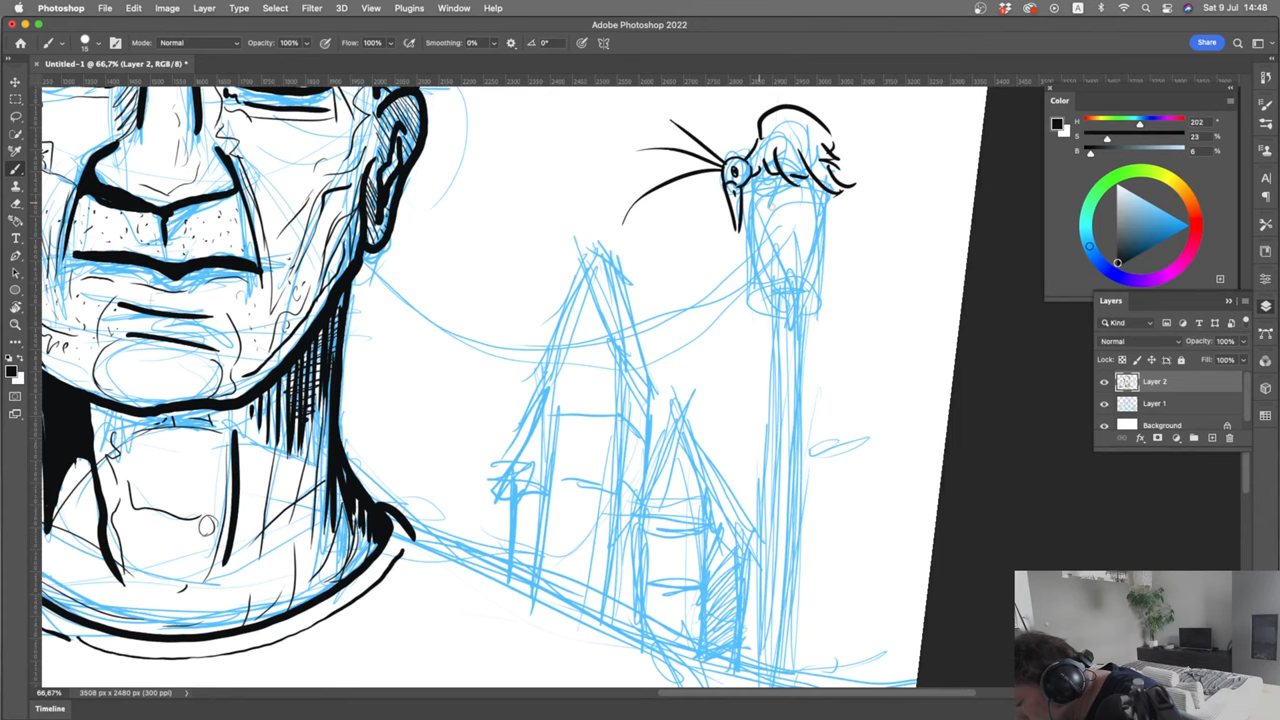 Photoshop File Edit Image Layer Type Select Filter 3D View Plugins Window Help
A Sat 9 Jul 14:48
Adobe Photoshop 2022
15 Mode: Normal Opacity: 100% Flow: 100% Smoothing: 0% 0° Share
Untitled-1 @ 66,7% (Layer 2, RGB/8) *
Color
H 202 °
S 23 %
B 6 %
Layers
Kind
Normal Opacity: 100%
Lock: Fill: 100%
Layer 2
Layer 1
Background
66,67% 3508 px x 2480 px (300 ppi)
Timeline